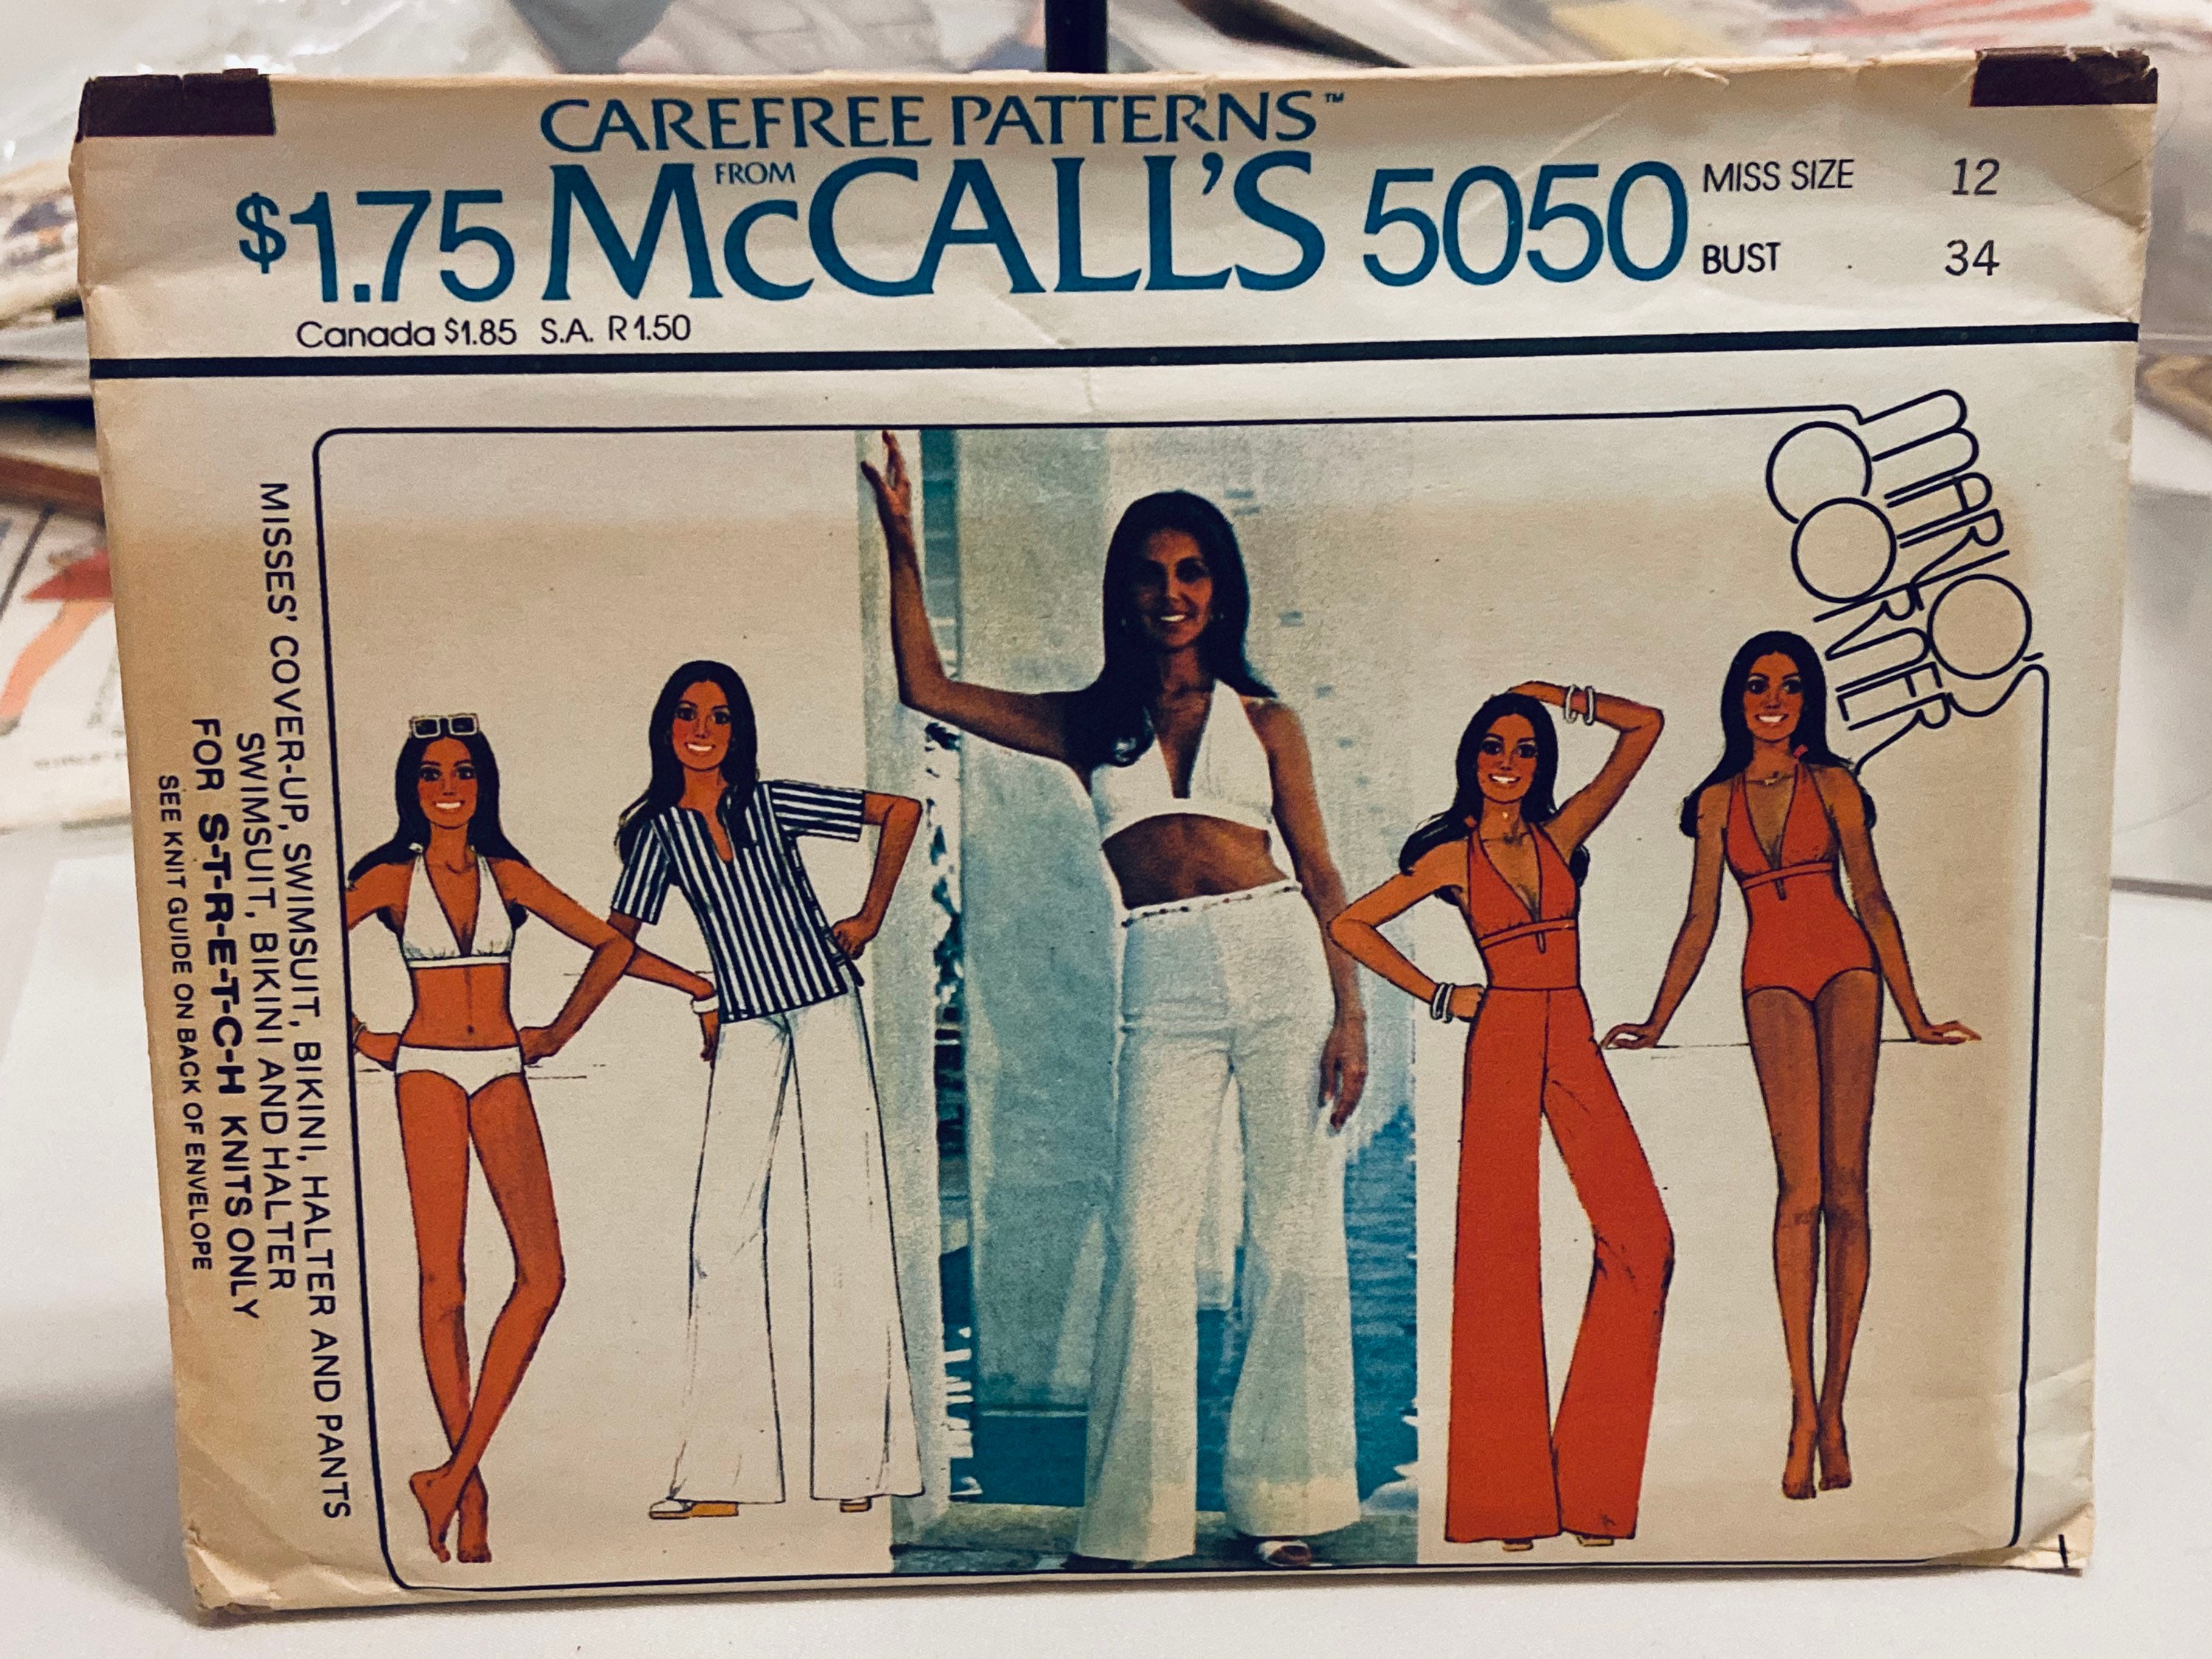 CAREFREE PATTERNS™
FROM
$1.75 McCALL'S 5050
MISS SIZE 12
BUST 34
Canada $1.85 S.A. R1.50
MARLO'S
CORNER
MISSES' COVER-UP, SWIMSUIT, BIKINI, HALTER AND PANTS
SWIMSUIT, BIKINI AND HALTER
FOR S-T-R-E-T-C-H KNITS ONLY
SEE KNIT GUIDE ON BACK OF ENVELOPE